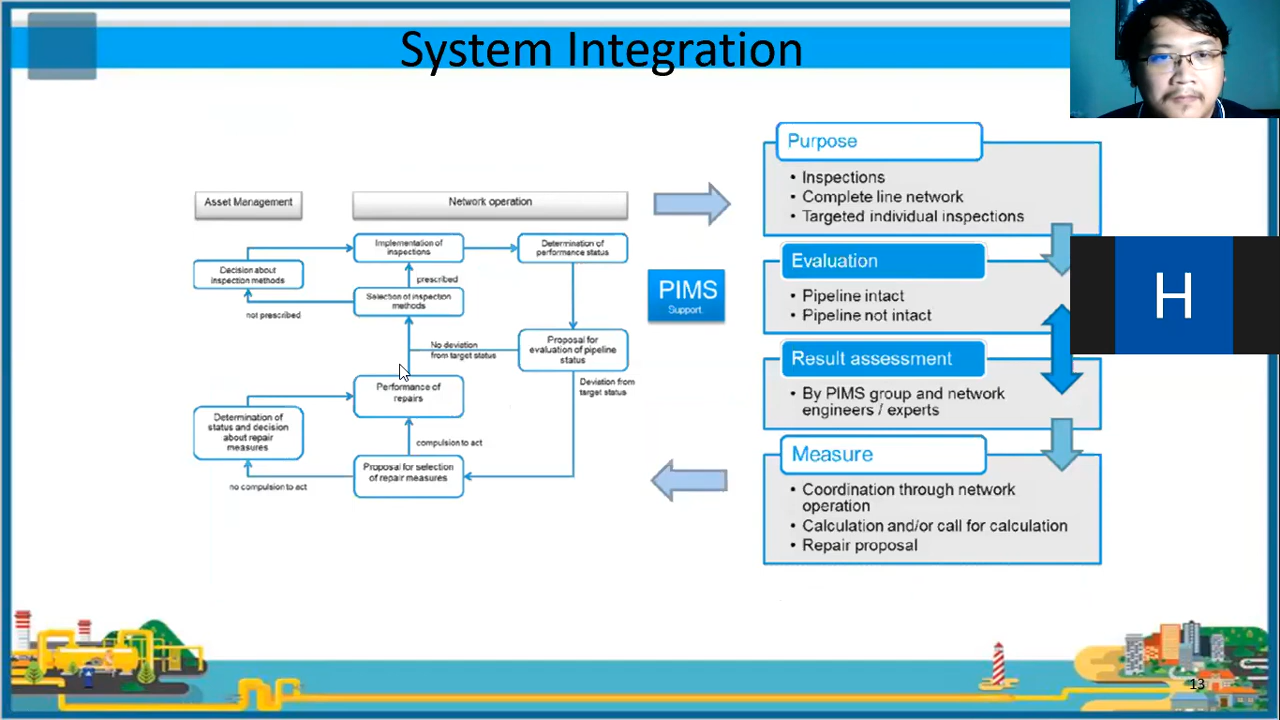 System Integration
Asset Management
Network operation
Implementation of
inspections
Determination of
performance status
Decision about
inspection methods
prescribed
Selection of inspection
methods
not prescribed
No deviation
from target status
Proposal for
evaluation of pipeline
status
Deviation from
target status
Performance of
repairs
Determination of
status and decision
about repair
measures
compulsion to act
Proposal for selection
of repair measures
no compulsion to act
PIMS
Support
Purpose
• Inspections
• Complete line network
• Targeted individual inspections
Evaluation
• Pipeline intact
• Pipeline not intact
Result assessment
• By PIMS group and network
engineers / experts
Measure
• Coordination through network
operation
• Calculation and/or call for calculation
• Repair proposal
H
13